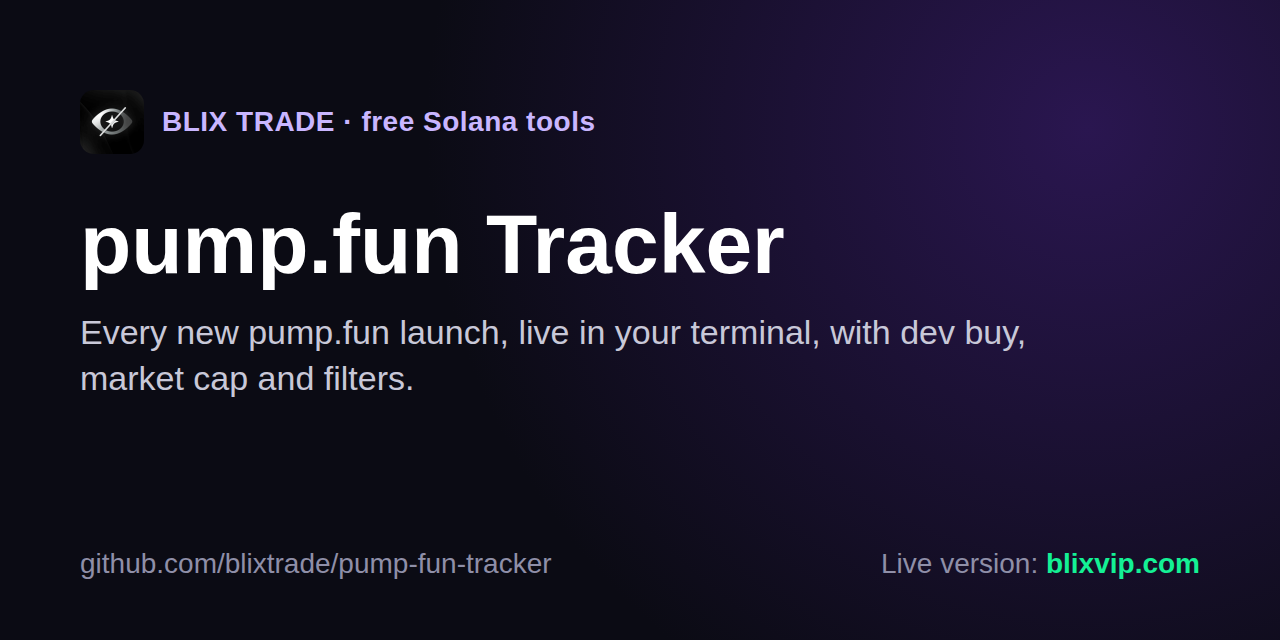 BLIX TRADE · free Solana tools
pump.fun Tracker
Every new pump.fun launch, live in your terminal, with dev buy,
market cap and filters.
github.com/blixtrade/pump-fun-tracker
Live version: blixvip.com